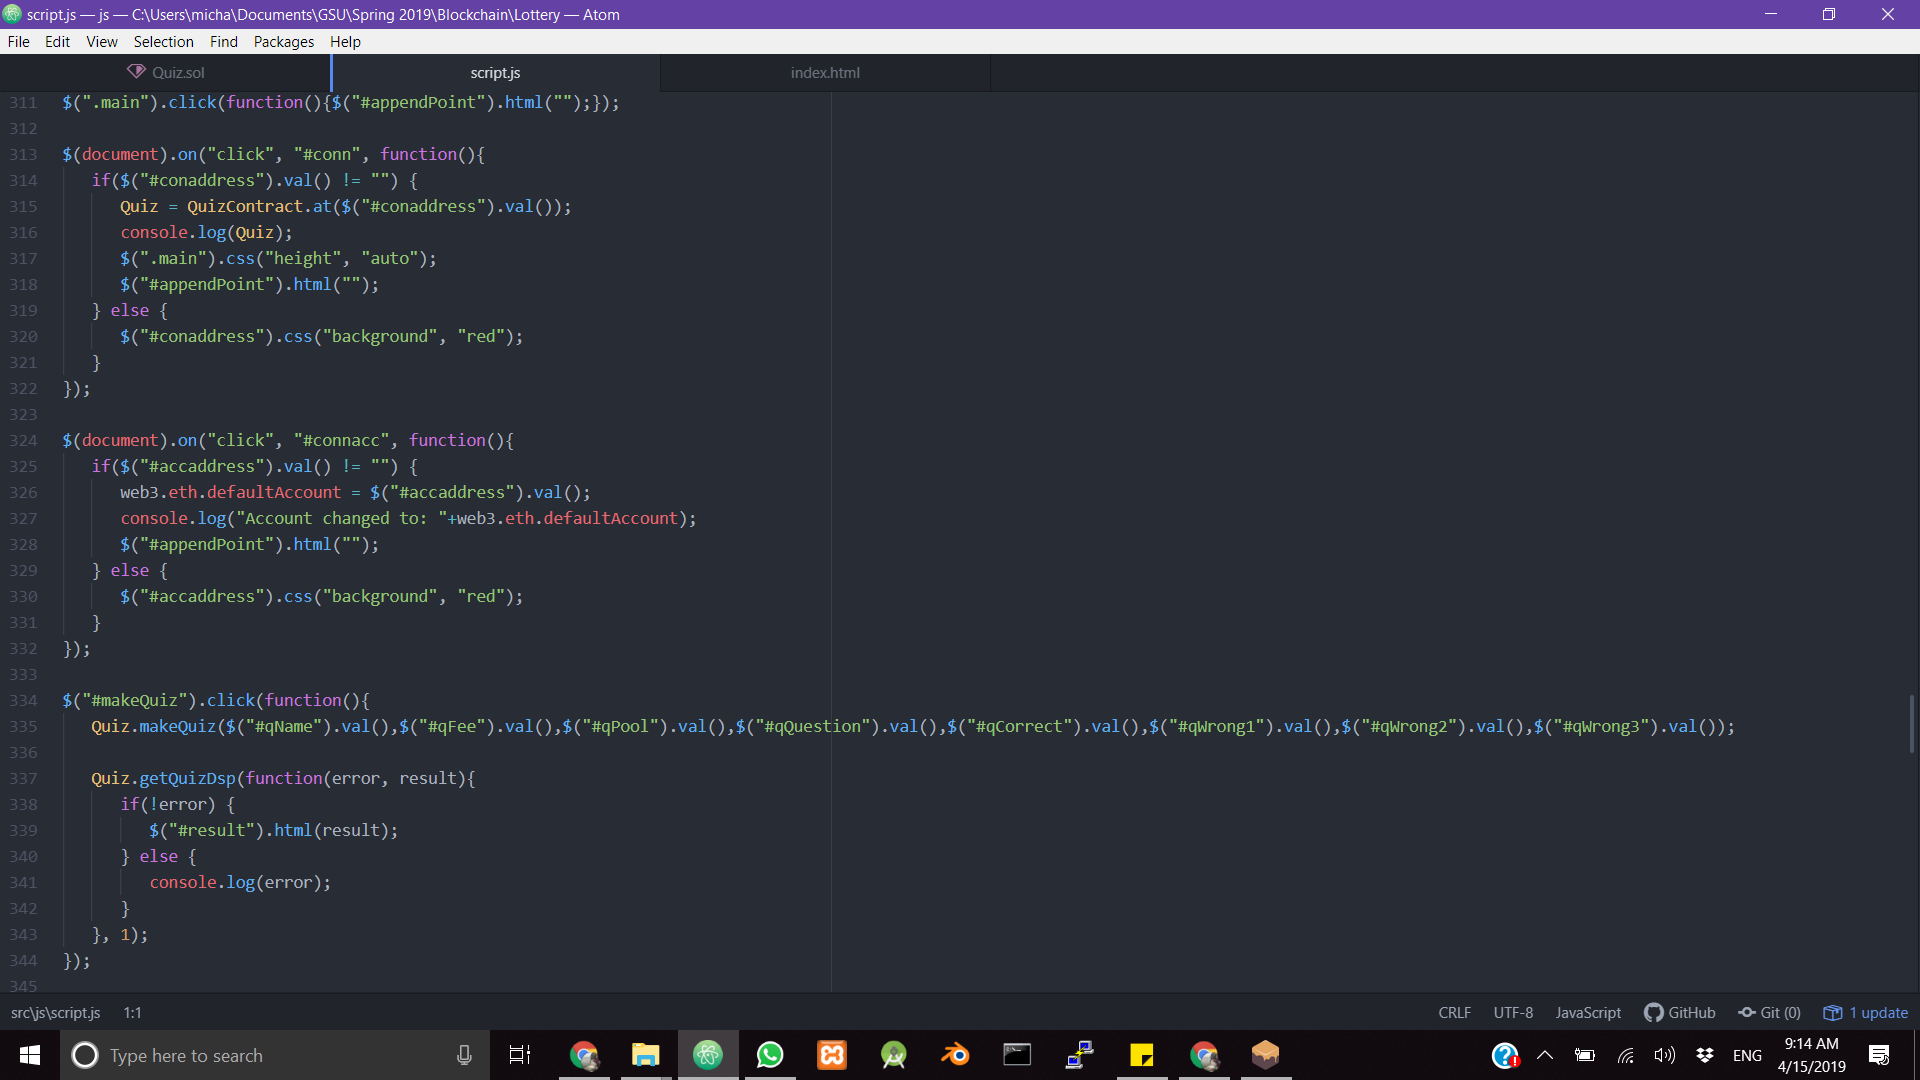 script.js — js — C:\Users\micha\Documents\GSU\Spring 2019\Blockchain\Lottery — Atom
File Edit View Selection Find Packages Help
Quiz.sol script.js index.html
311 $(".main").click(function(){$("#appendPoint").html("");});
312
313 $(document).on("click", "#conn", function(){
314 if($("#conaddress").val() != "") {
315 Quiz = QuizContract.at($("#conaddress").val());
316 console.log(Quiz);
317 $(".main").css("height", "auto");
318 $("#appendPoint").html("");
319 } else {
320 $("#conaddress").css("background", "red");
321 }
322 });
323
324 $(document).on("click", "#connacc", function(){
325 if($("#accaddress").val() != "") {
326 web3.eth.defaultAccount = $("#accaddress").val();
327 console.log("Account changed to: "+web3.eth.defaultAccount);
328 $("#appendPoint").html("");
329 } else {
330 $("#accaddress").css("background", "red");
331 }
332 });
333
334 $("#makeQuiz").click(function(){
335 Quiz.makeQuiz($("#qName").val(),$("#qFee").val(),$("#qPool").val(),$("#qQuestion").val(),$("#qCorrect").val(),$("#qWrong1").val(),$("#qWrong2").val(),$("#qWrong3").val());
336
337 Quiz.getQuizDsp(function(error, result){
338 if(!error) {
339 $("#result").html(result);
340 } else {
341 console.log(error);
342 }
343 }, 1);
344 });
345
src\js\script.js 1:1 CRLF UTF-8 JavaScript GitHub Git (0) 1 update
Type here to search ENG 9:14 AM
4/15/2019